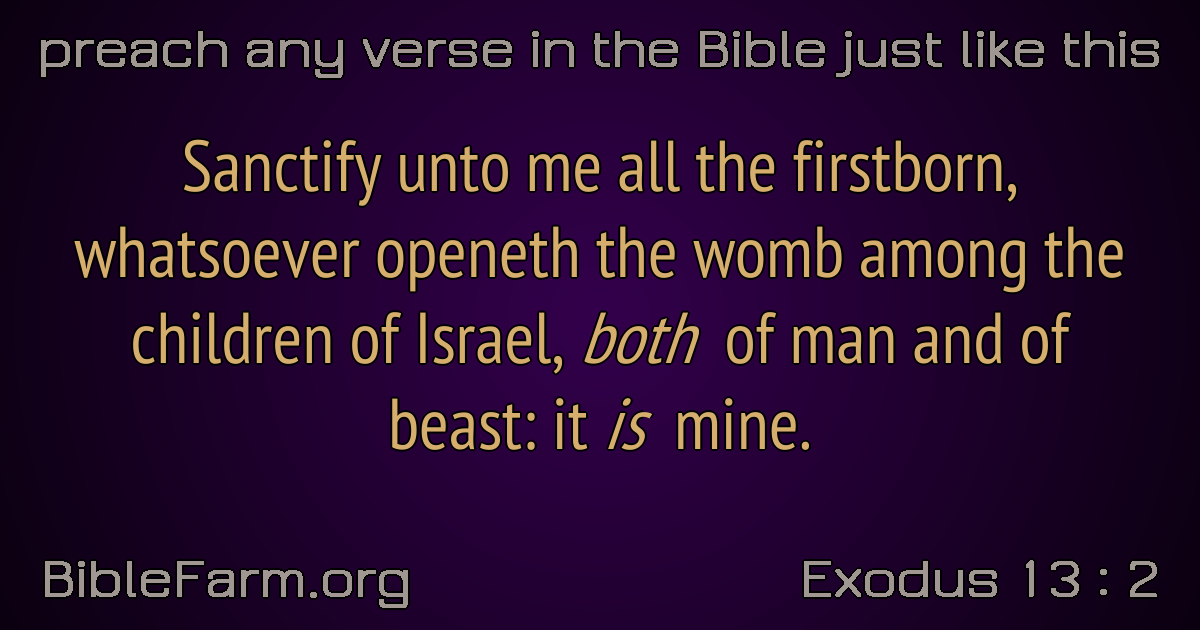 preach any verse in the Bible just like this
Sanctify unto me all the firstborn,
whatsoever openeth the womb among the
children of Israel, both of man and of
beast: it is mine.
BibleFarm.org
Exodus 13 : 2